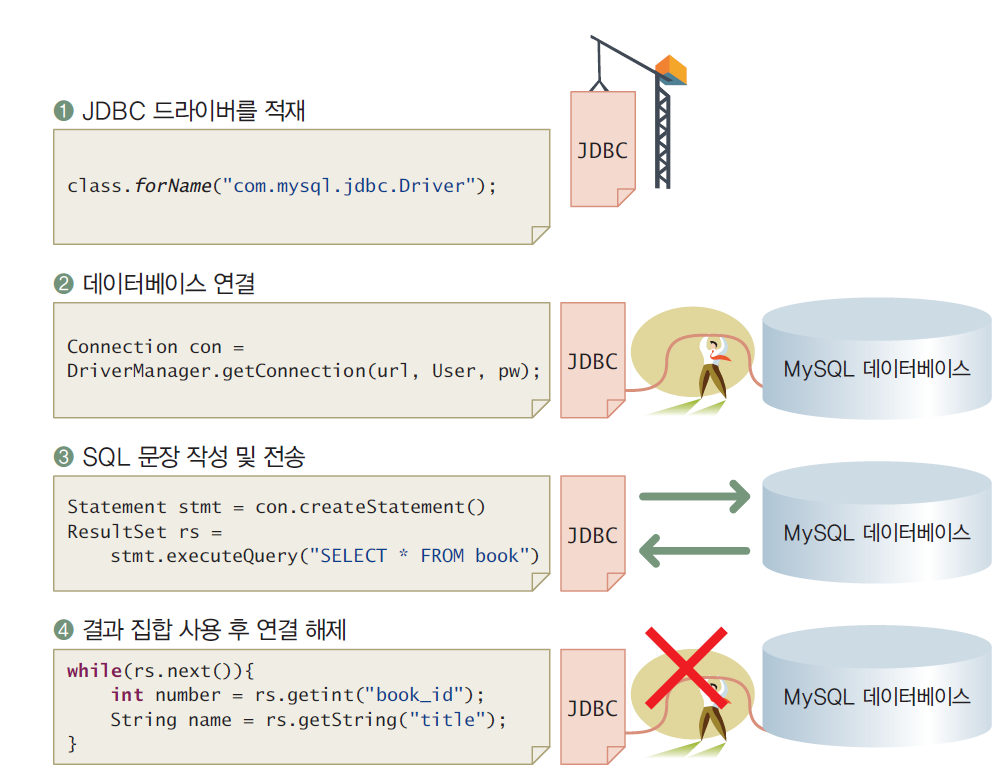 ❶ JDBC 드라이버를 적재
class.forName("com.mysql.jdbc.Driver");
JDBC
❷ 데이터베이스 연결
Connection con =
DriverManager.getConnection(url, User, pw);
JDBC
MySQL 데이터베이스
❸ SQL 문장 작성 및 전송
Statement stmt = con.createStatement()
ResultSet rs =
stmt.executeQuery("SELECT * FROM book")
JDBC
MySQL 데이터베이스
❹ 결과 집합 사용 후 연결 해제
while(rs.next()){
int number = rs.getint("book_id");
String name = rs.getString("title");
}
JDBC
MySQL 데이터베이스